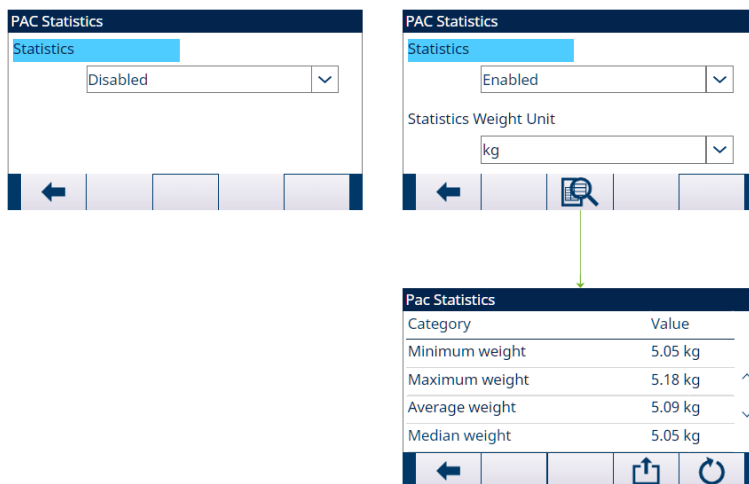 PAC Statistics
Statistics
Disabled
PAC Statistics
Statistics
Enabled
Statistics Weight Unit
kg
Pac Statistics
Category Value
Minimum weight 5.05 kg
Maximum weight 5.18 kg
Average weight 5.09 kg
Median weight 5.05 kg